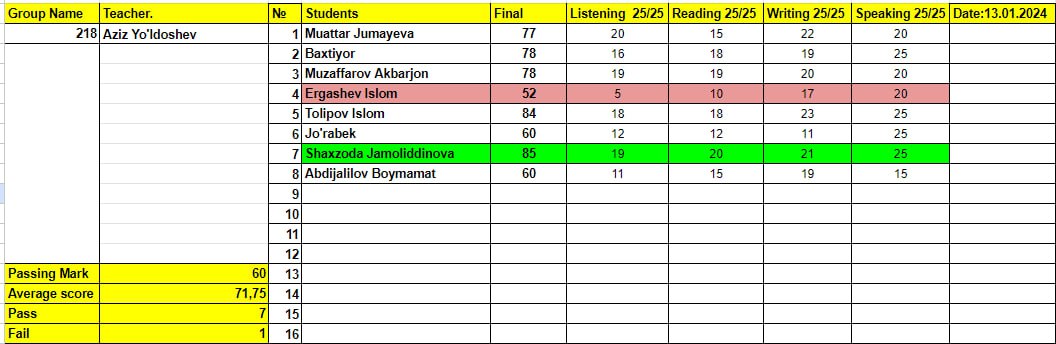 Group Name Teacher. № Students Final Listening 25/25 Reading 25/25 Writing 25/25 Speaking 25/25 Date:13.01.2024
218 Aziz Yo'ldoshev 1 Muattar Jumayeva 77 20 15 22 20
2 Baxtiyor 78 16 18 19 25
3 Muzaffarov Akbarjon 78 19 19 20 20
4 Ergashev Islom 52 5 10 17 20
5 Tolipov Islom 84 18 18 23 25
6 Jo'rabek 60 12 12 11 25
7 Shaxzoda Jamoliddinova 85 19 20 21 25
8 Abdijalilov Boymamat 60 11 15 19 15
9
10
11
12
Passing Mark 60 13
Average score 71,75 14
Pass 7 15
Fail 1 16